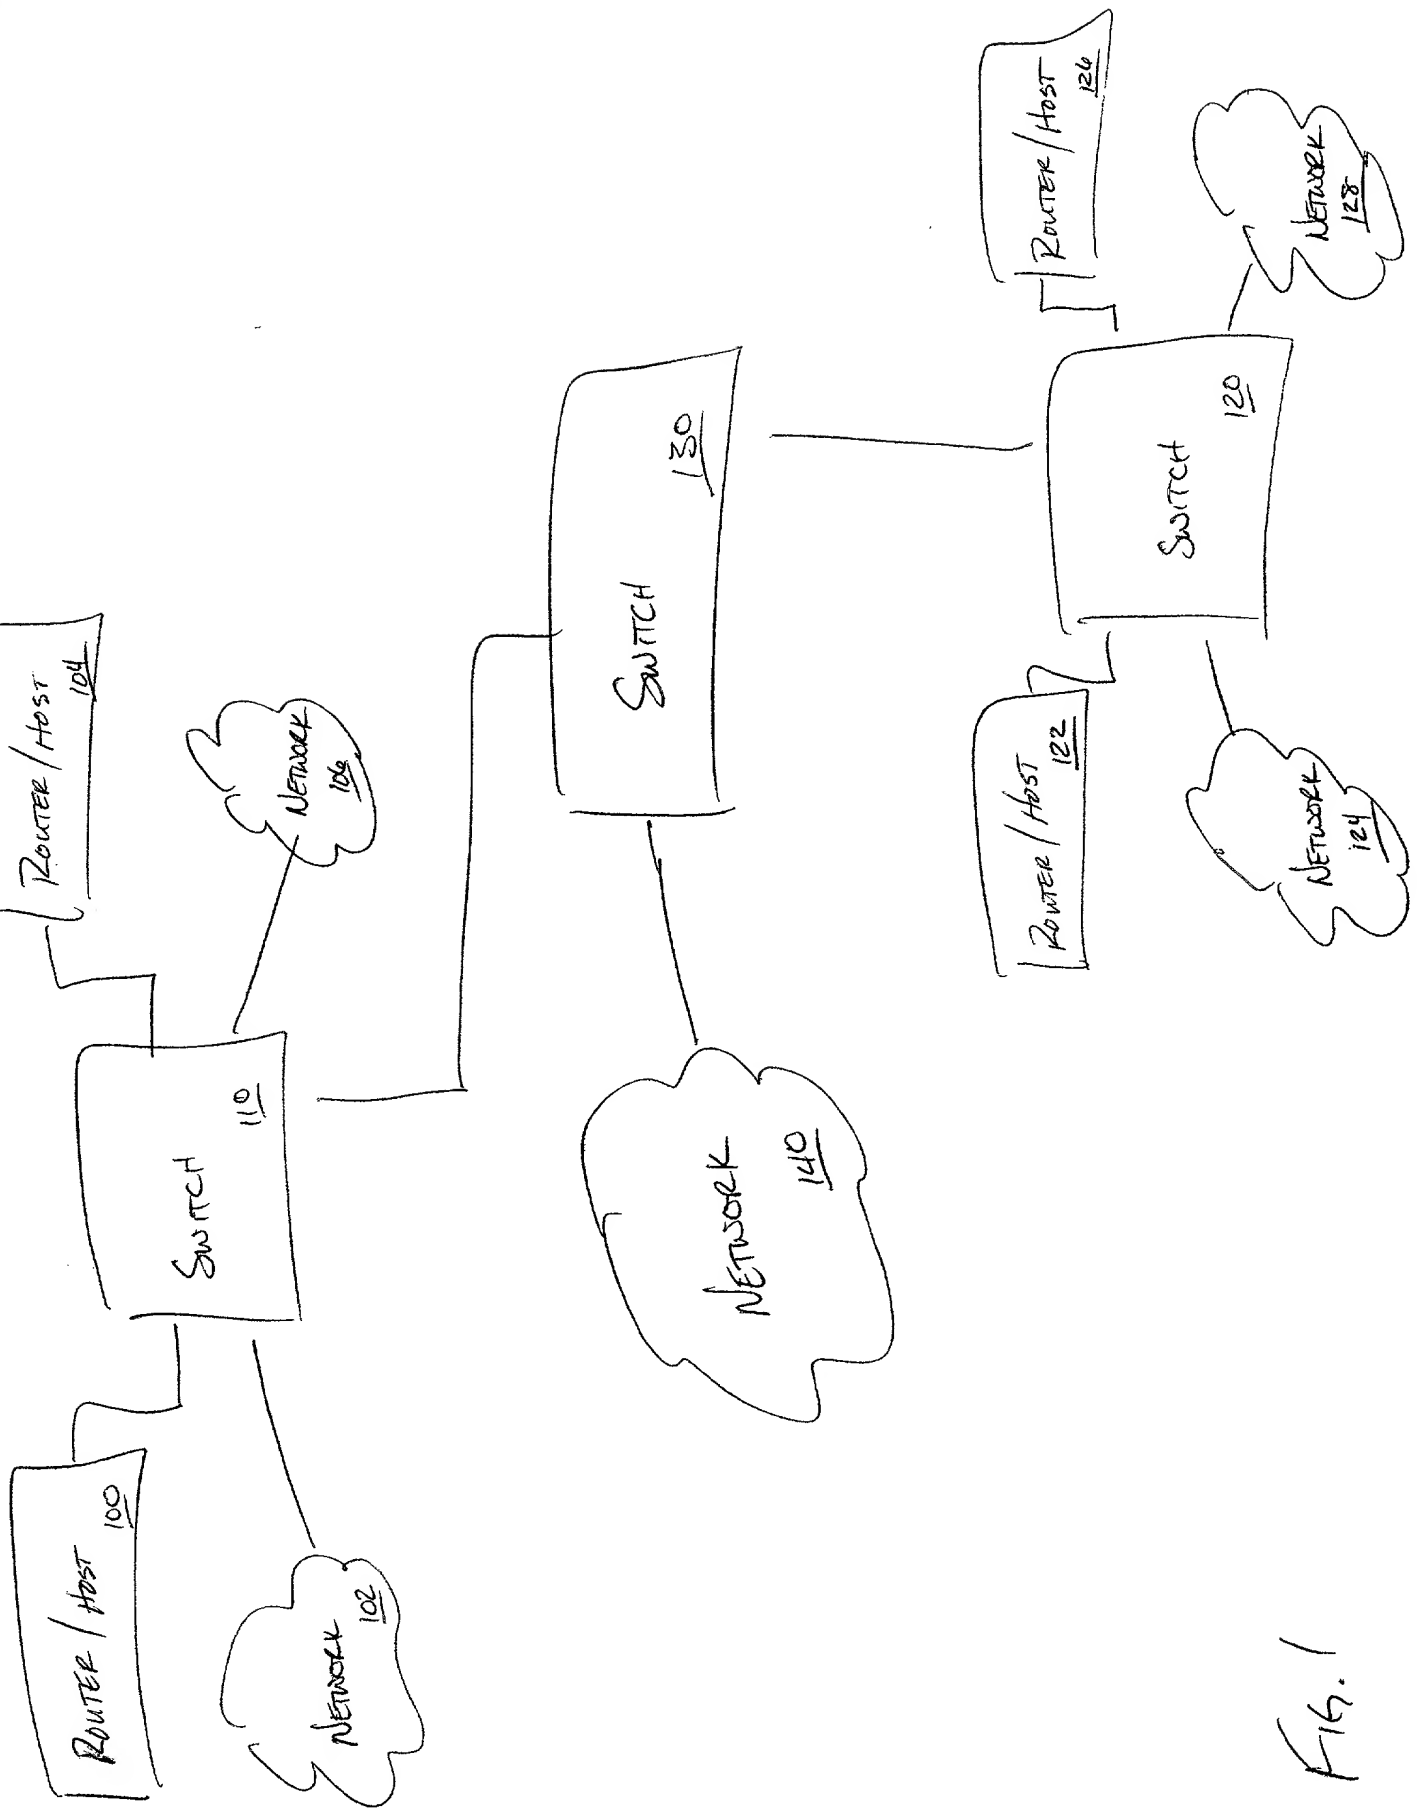 ROUTER/HOST
100
NETWORK
102
SWITCH
110
ROUTER/HOST
104
NETWORK
106
NETWORK
140
SWITCH
130
ROUTER/HOST
122
NETWORK
124
SWITCH
120
ROUTER/HOST
126
NETWORK
128
FIG. 1